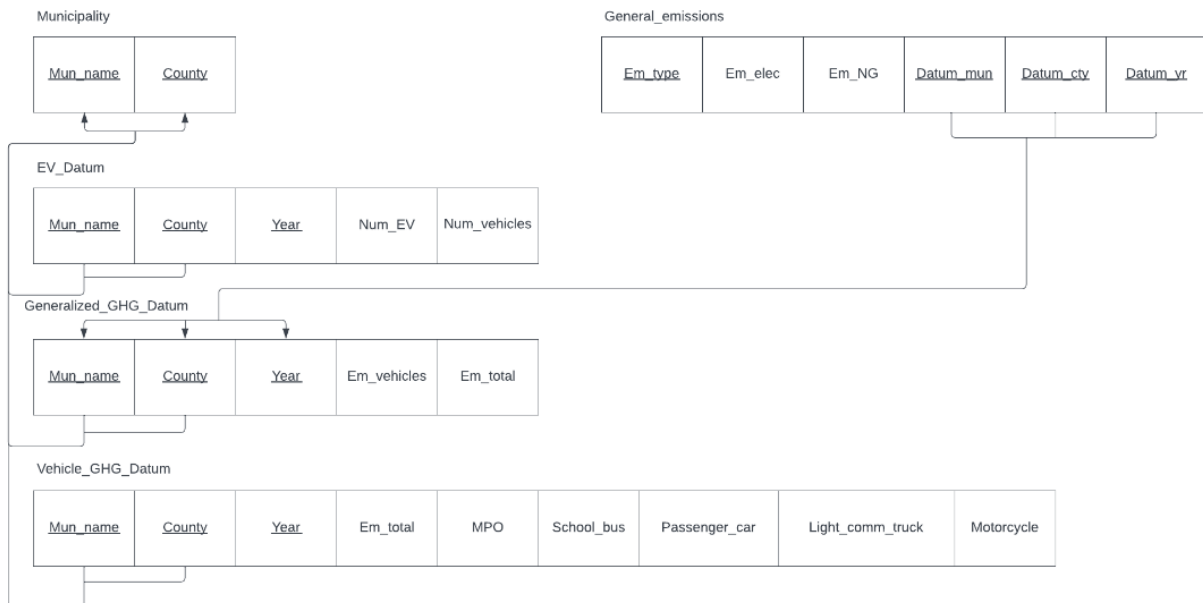 Municipality
Mun_name County
General_emissions
Em_type Em_elec Em_NG Datum_mun Datum_cty Datum_yr
EV_Datum
Mun_name County Year Num_EV Num_vehicles
Generalized_GHG_Datum
Mun_name County Year Em_vehicles Em_total
Vehicle_GHG_Datum
Mun_name County Year Em_total MPO School_bus Passenger_car Light_comm_truck Motorcycle